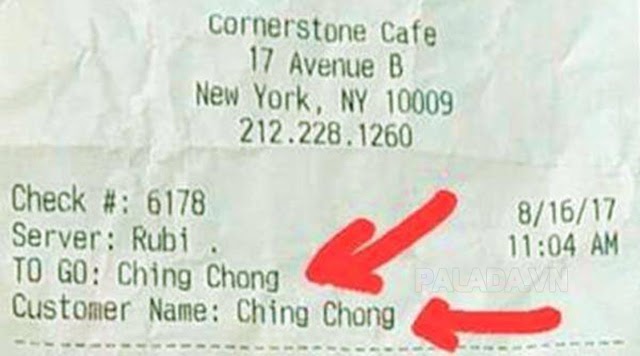 Cornerstone Cafe
17 Avenue B
New York, NY 10009
212.228.1260
Check #: 6178 8/16/17
Server: Rubi . 11:04 AM
TO GO: Ching Chong
PALADA.VN
Customer Name: Ching Chong